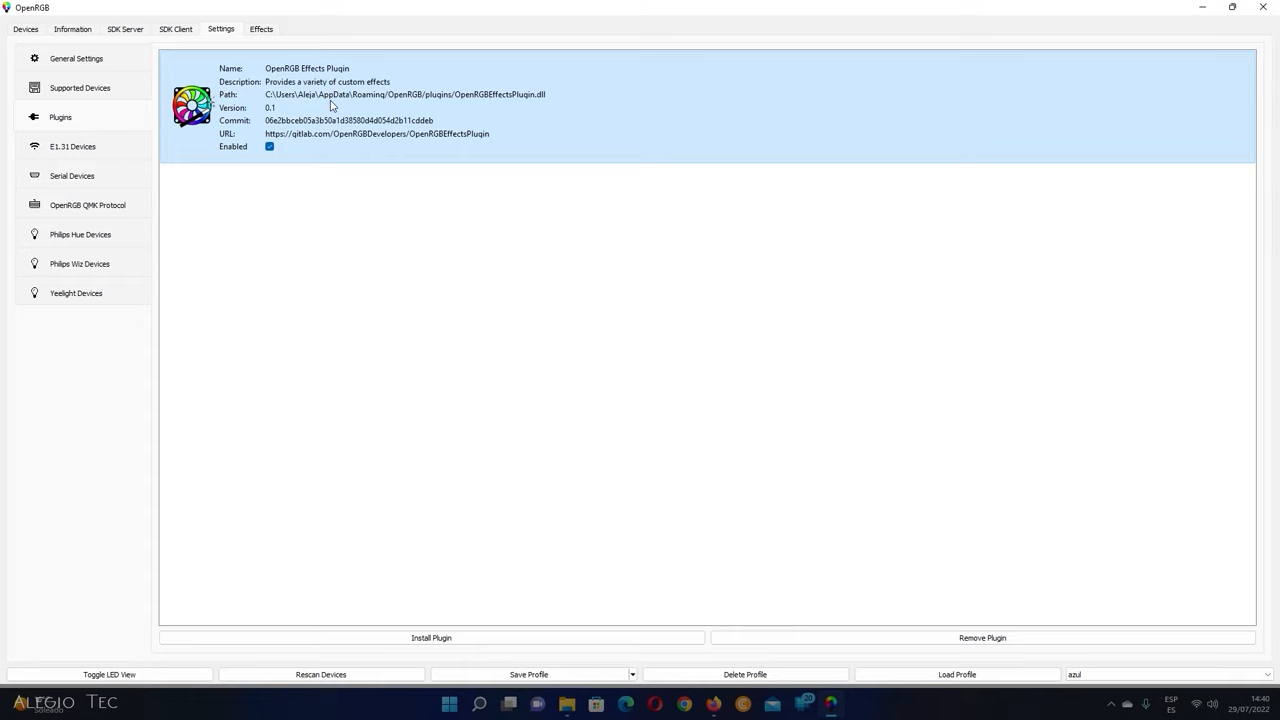 OpenRGB
Devices
Information
SDK Server
SDK Client
Settings
Effects
General Settings
Supported Devices
Plugins
E1.31 Devices
Serial Devices
OpenRGB QMK Protocol
Philips Hue Devices
Philips Wiz Devices
Yeelight Devices
Name: OpenRGB Effects Plugin
Description: Provides a variety of custom effects
Path: C:\Users\Aleja\AppData\Roaming/OpenRGB/plugins/OpenRGBEffectsPlugin.dll
Version: 0.1
Commit: 06e2bbceb05a3b50a1d38580d4d054d2b11cddeb
URL: https://gitlab.com/OpenRGBDevelopers/OpenRGBEffectsPlugin
Enabled
Install Plugin
Remove Plugin
Toggle LED View
Rescan Devices
Save Profile
Delete Profile
Load Profile
azul
Alegio Tec
Soleado
20
ESP
ES
14:40
29/07/2022